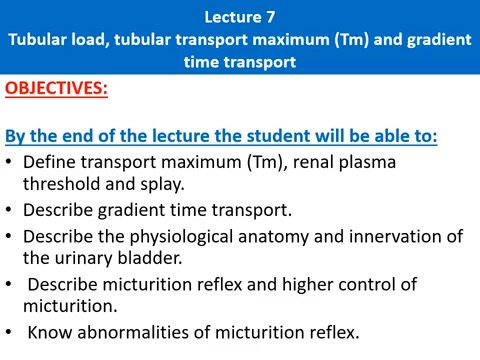 Lecture 7
Tubular load, tubular transport maximum (Tm) and gradient
time transport
OBJECTIVES:
By the end of the lecture the student will be able to:
• Define transport maximum (Tm), renal plasma
threshold and splay.
• Describe gradient time transport.
• Describe the physiological anatomy and innervation of
the urinary bladder.
• Describe micturition reflex and higher control of
micturition.
• Know abnormalities of micturition reflex.